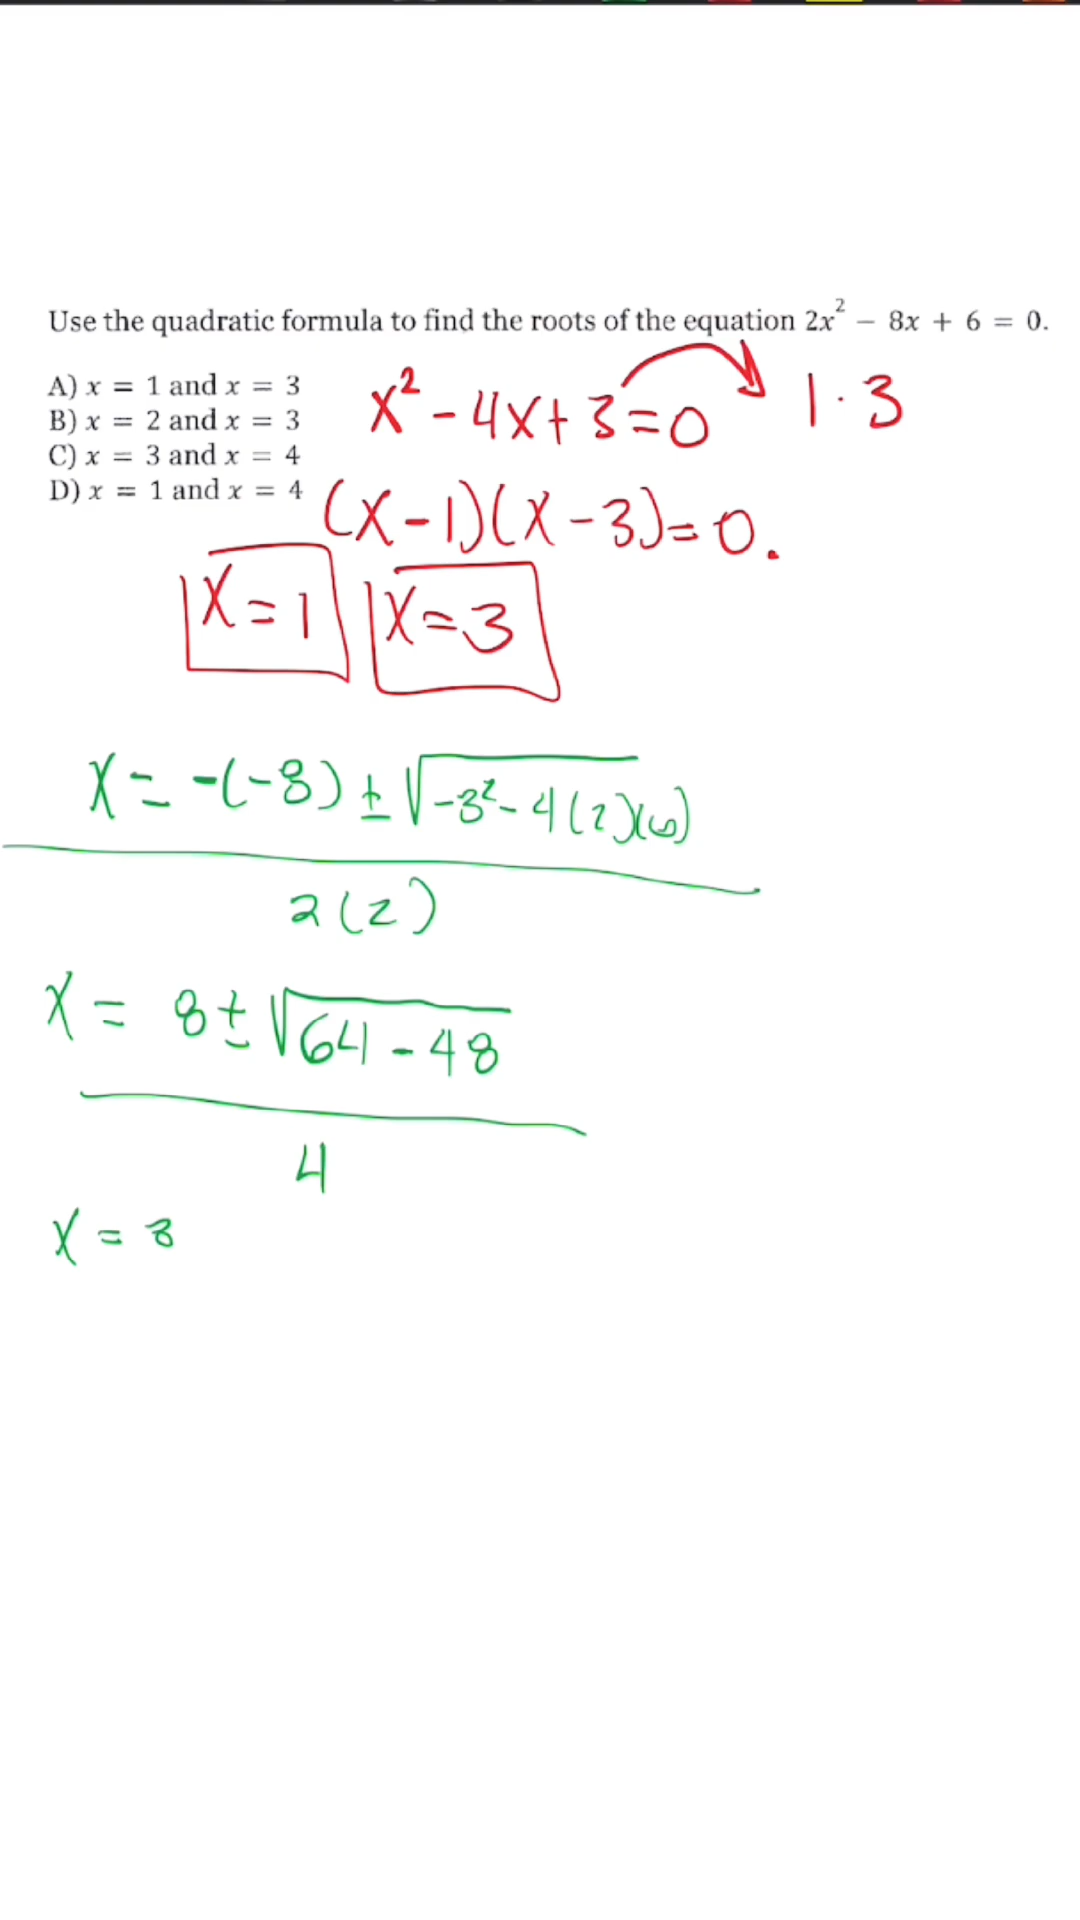 Use the quadratic formula to find the roots of the equation 2x² − 8x + 6 = 0.
A) x = 1 and x = 3
B) x = 2 and x = 3
C) x = 3 and x = 4
D) x = 1 and x = 4
x² - 4x + 3 = 0 1 · 3
(x - 1)(x - 3) = 0.
x = 1 x = 3
x = -(-8) ± √-8² - 4(2)(6)
2(2)
x = 8 ± √64 - 48
4
x = 8